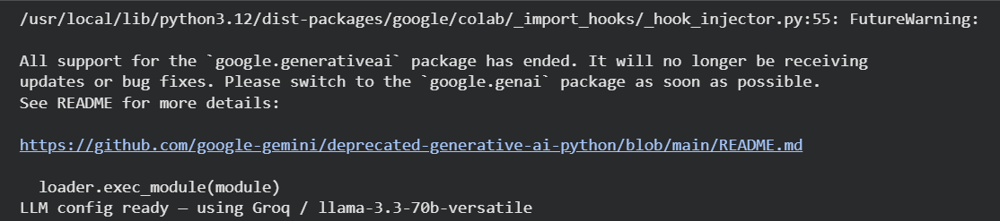 /usr/local/lib/python3.12/dist-packages/google/colab/_import_hooks/_hook_injector.py:55: FutureWarning:
All support for the `google.generativeai` package has ended. It will no longer be receiving
updates or bug fixes. Please switch to the `google.genai` package as soon as possible.
See README for more details:
https://github.com/google-gemini/deprecated-generative-ai-python/blob/main/README.md
loader.exec_module(module)
LLM config ready — using Groq / llama-3.3-70b-versatile